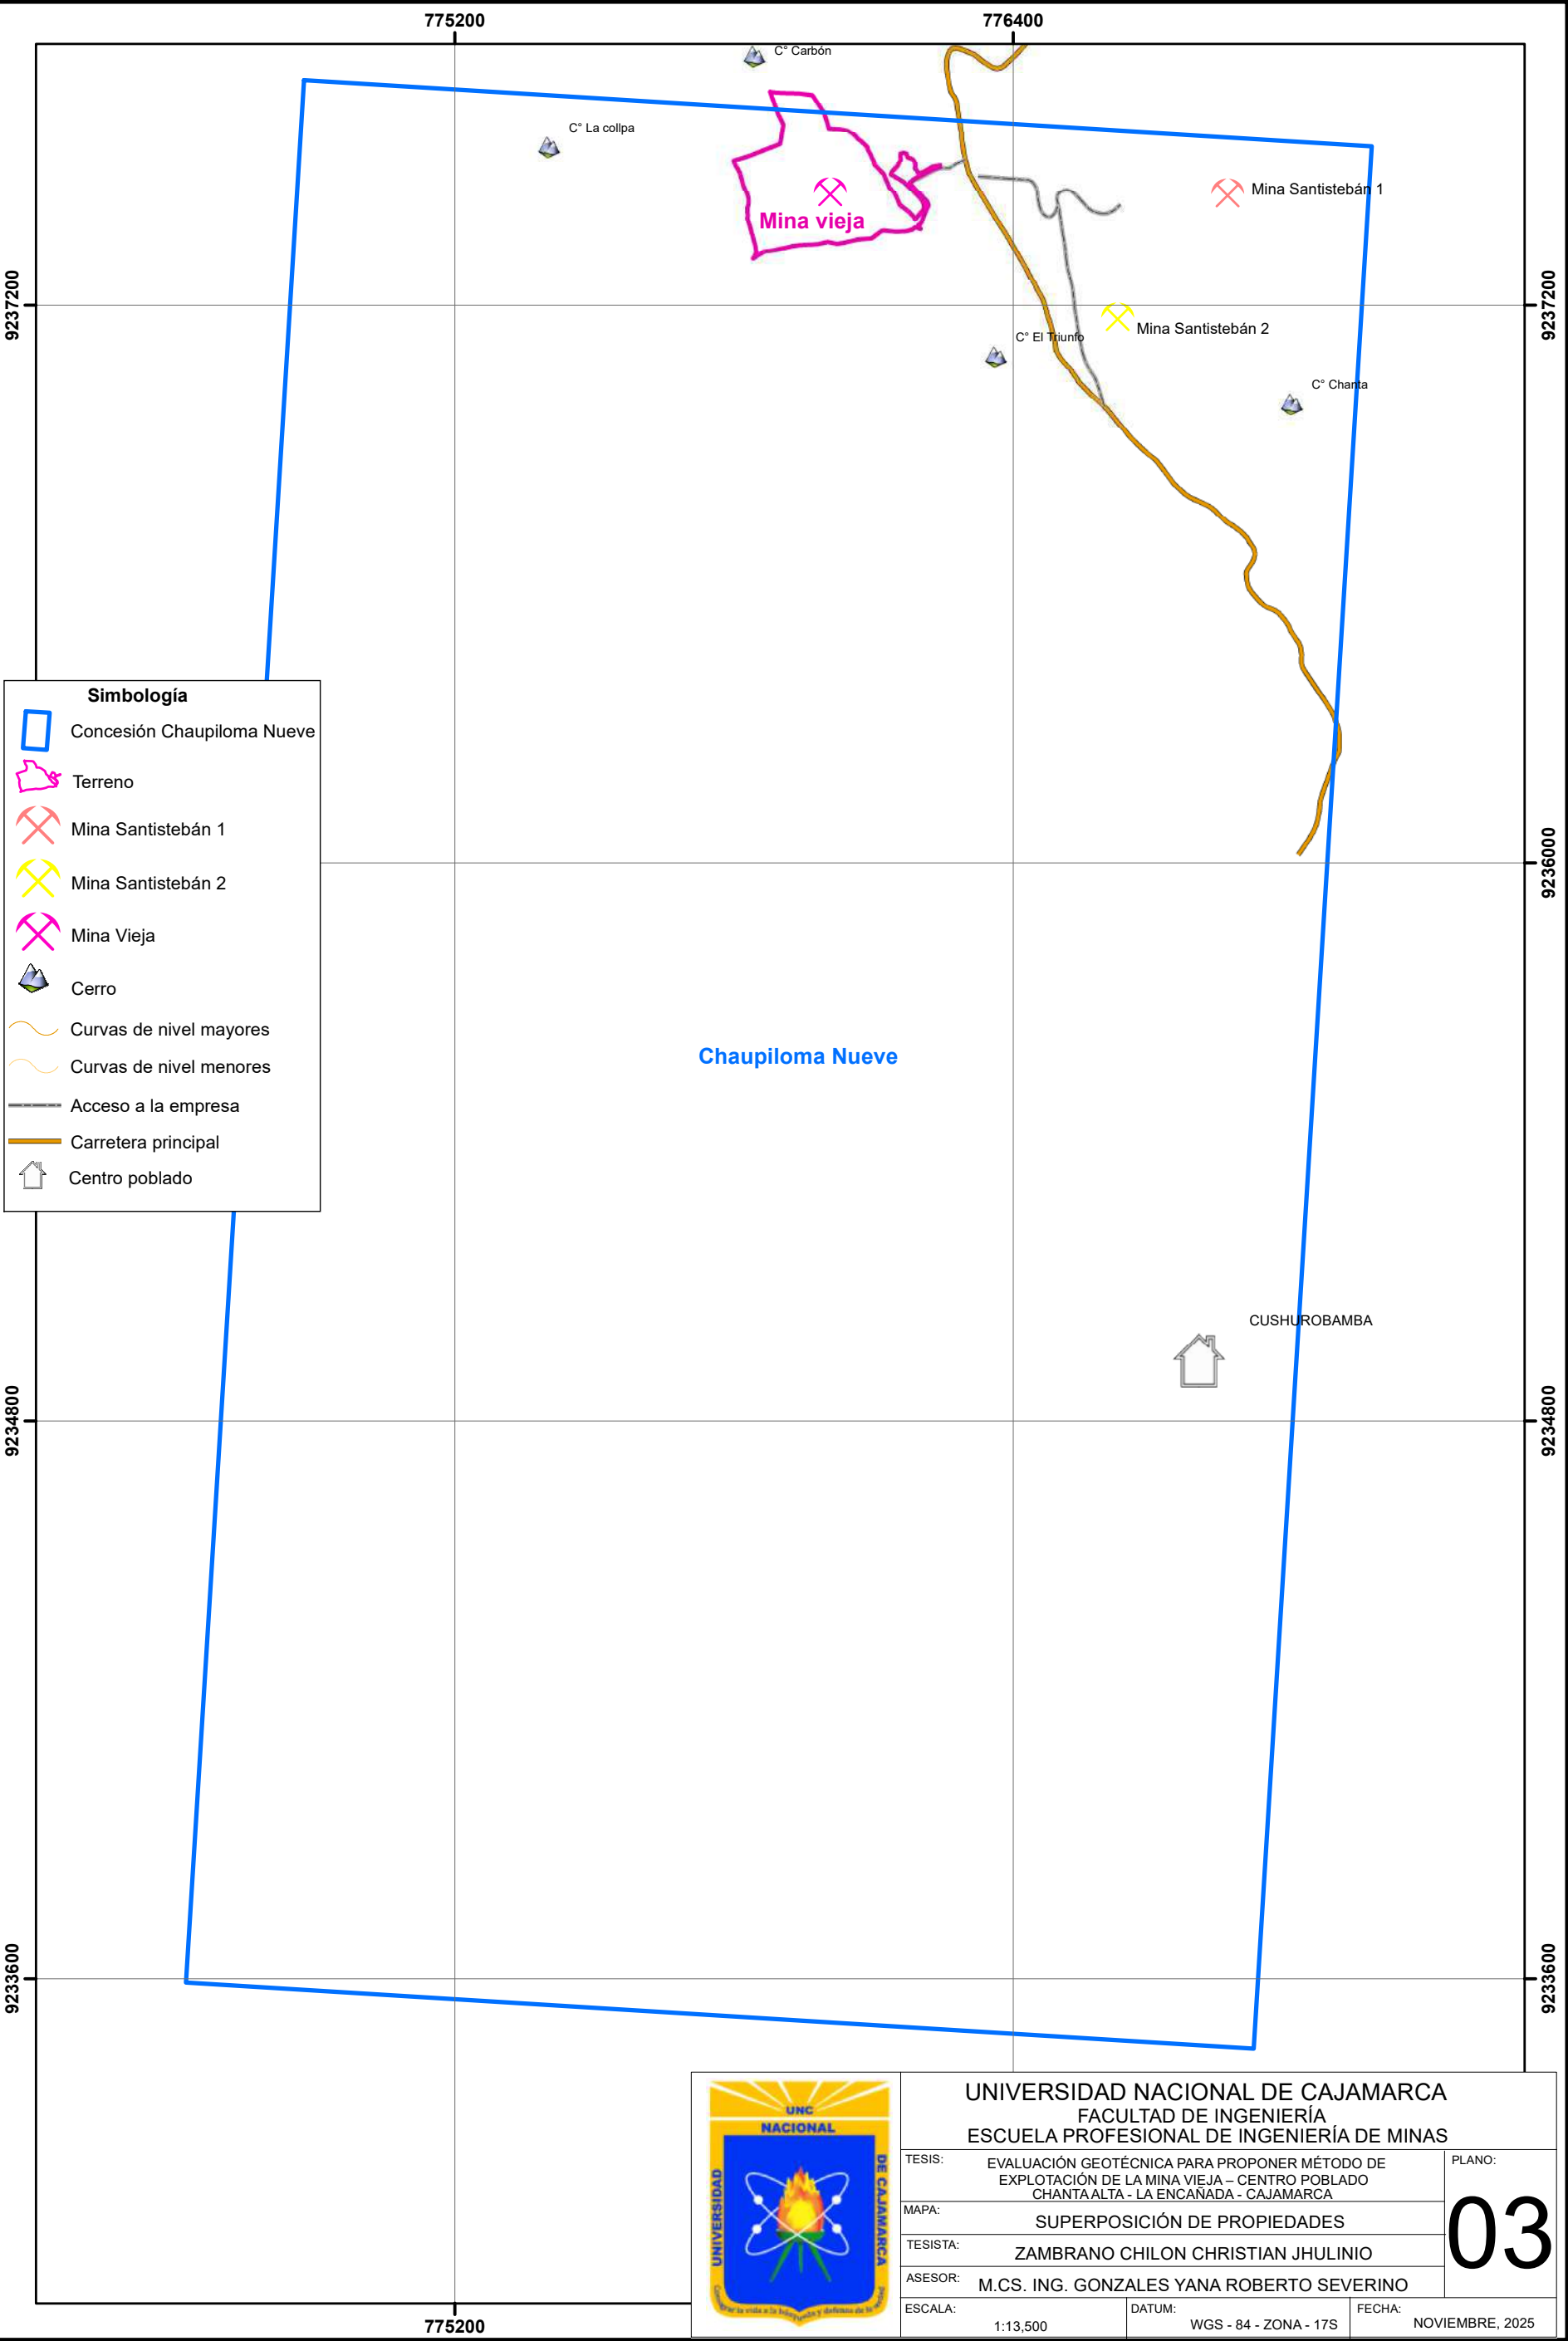 775200
776400
C° Carbón
C° La collpa
Mina Santistebán 1
Mina vieja
9237200
9237200
Mina Santistebán 2
C° El Triunfo
C° Chanta
Simbología
Concesión Chaupiloma Nueve
Terreno
Mina Santistebán 1
Mina Santistebán 2
Mina Vieja
Cerro
Curvas de nivel mayores
Curvas de nivel menores
Acceso a la empresa
Carretera principal
Centro poblado
9236000
Chaupiloma Nueve
CUSHUROBAMBA
9234800
9234800
9233600
9233600
UNC
NACIONAL
UNIVERSIDAD
DE CAJAMARCA
UNIVERSIDAD NACIONAL DE CAJAMARCA
FACULTAD DE INGENIERÍA
ESCUELA PROFESIONAL DE INGENIERÍA DE MINAS
TESIS:
EVALUACIÓN GEOTÉCNICA PARA PROPONER MÉTODO DE
EXPLOTACIÓN DE LA MINA VIEJA – CENTRO POBLADO
CHANTA ALTA - LA ENCAÑADA - CAJAMARCA
PLANO:
03
MAPA:
SUPERPOSICIÓN DE PROPIEDADES
TESISTA:
ZAMBRANO CHILON CHRISTIAN JHULINIO
ASESOR:
M.CS. ING. GONZALES YANA ROBERTO SEVERINO
ESCALA:
1:13,500
DATUM:
WGS - 84 - ZONA - 17S
FECHA:
NOVIEMBRE, 2025
775200